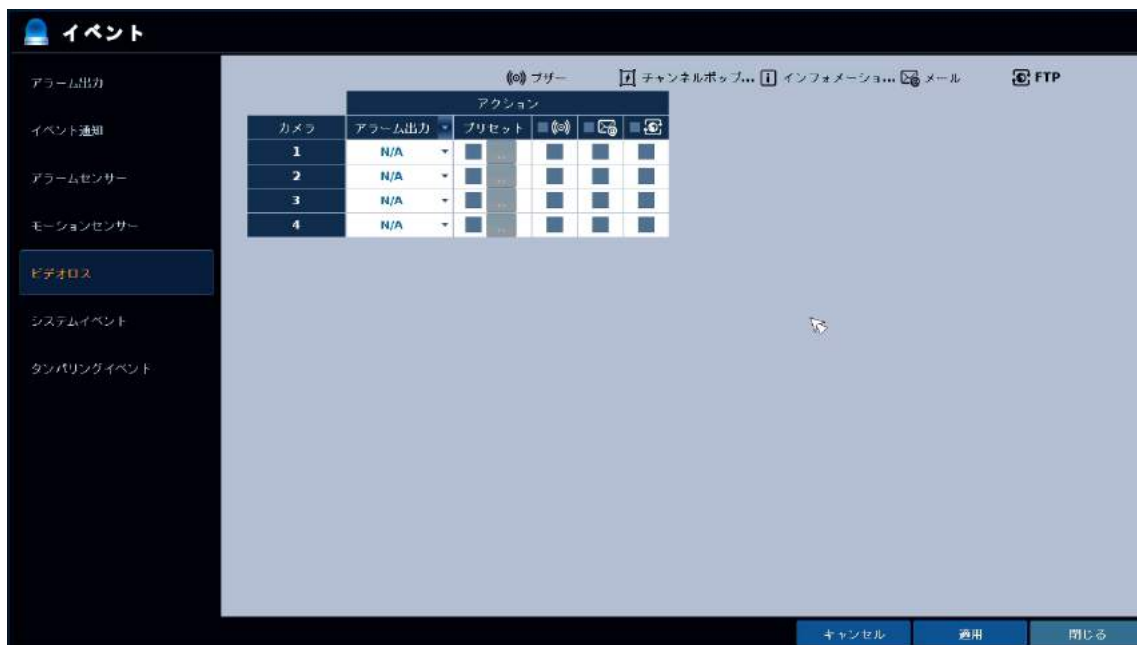 イベント
アラーム出力
イベント通知
アラームセンサー
モーションセンサー
ビデオロス
システムイベント
タンパリングイベント
ブザー チャンネルポップ... インフォメーショ... メール FTP
アクション
カメラ アラーム出力 プリセット
1 N/A ...
2 N/A ...
3 N/A ...
4 N/A ...
キャンセル 適用 閉じる